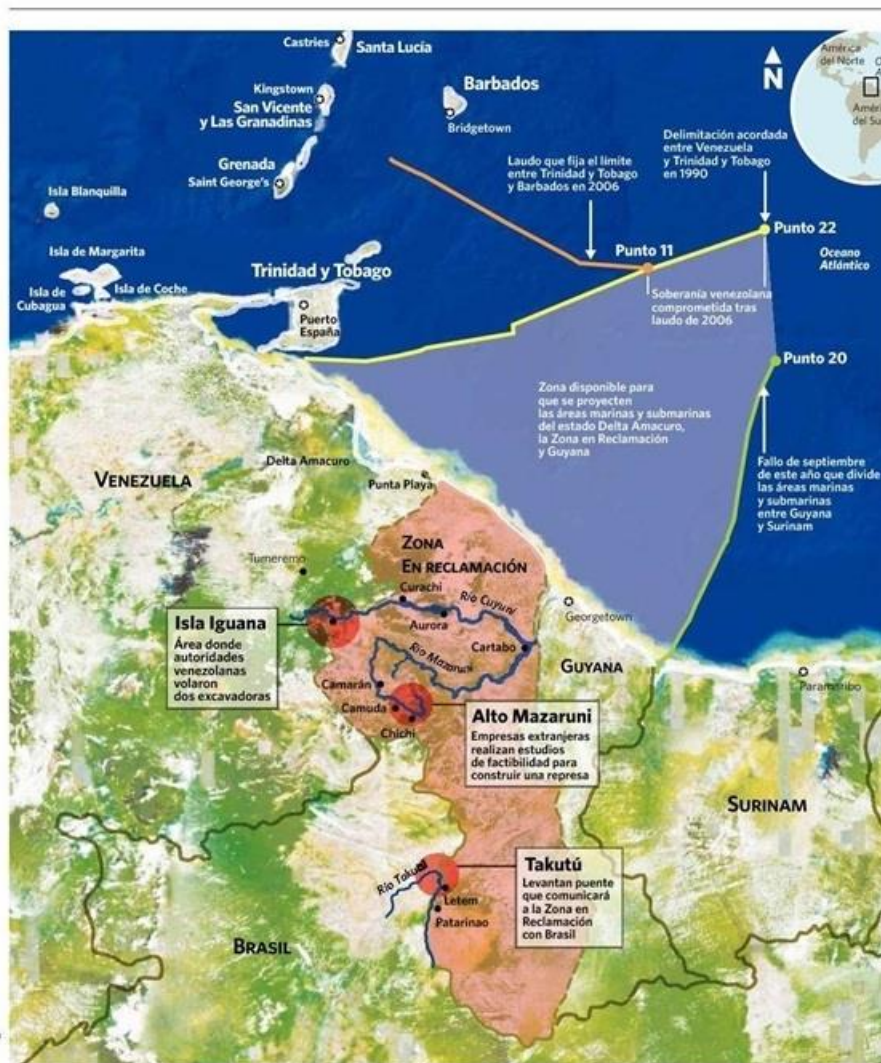 Castries
Santa Lucía
Kingstown
San Vicente
y Las Granadinas
Barbados
Bridgetown
Grenada
Saint George's
Isla Blanquilla
Isla de Margarita
Isla de
Cubagua
Isla de Coche
Trinidad y Tobago
Puerto
España
N
América
del Norte
Laudo que fija el límite
entre Trinidad y Tobago
y Barbados en 2006
Delimitación acordada
entre Venezuela
y Trinidad y Tobago
en 1990
Punto 11
Punto 22
Oceano
Atlántico
Soberanía venezolana
comprometida tras
laudo de 2006
Punto 20
Zona disponible para
que se proyecten
las áreas marinas y submarinas
del estado Delta Amacuro,
la Zona en Reclamación
y Guyana
Fallo de septiembre
de este año que divide
las áreas marinas
y submarinas
entre Guyana
y Surinam
VENEZUELA
Delta Amacuro
Punta Playa
Tumeremo
ZONA
EN RECLAMACIÓN
Curachi
Río Cuyuni
Aurora
Georgetown
Isla Iguana
Área donde
autoridades
venezolanas
volaron
dos excavadoras
Río Mazaruni
Cartabo
GUYANA
Camarán
Camuda
Chichi
Paramaribo
Alto Mazaruni
Empresas extranjeras
realizan estudios
de factibilidad para
construir una represa
SURINAM
Río Takutú
Letem
Patarinao
Takutú
Levantan puente
que comunicará
a la Zona en
Reclamación
con Brasil
BRASIL